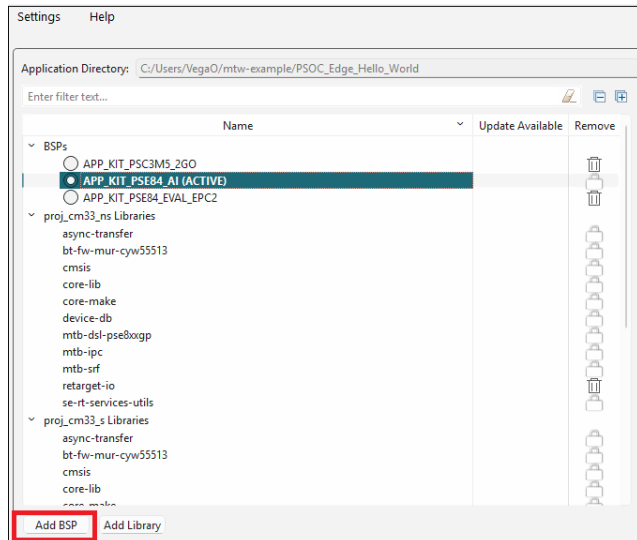 Settings Help
Application Directory: C:/Users/VegaO/mtw-example/PSOC_Edge_Hello_World
Enter filter text...
Name Update Available Remove
BSPs
APP_KIT_PSC3M5_2GO
APP_KIT_PSE84_AI (ACTIVE)
APP_KIT_PSE84_EVAL_EPC2
proj_cm33_ns Libraries
async-transfer
bt-fw-mur-cyw55513
cmsis
core-lib
core-make
device-db
mtb-dsl-pse8xxgp
mtb-ipc
mtb-srf
retarget-io
se-rt-services-utils
proj_cm33_s Libraries
async-transfer
bt-fw-mur-cyw55513
cmsis
core-lib
core-make
Add BSP Add Library